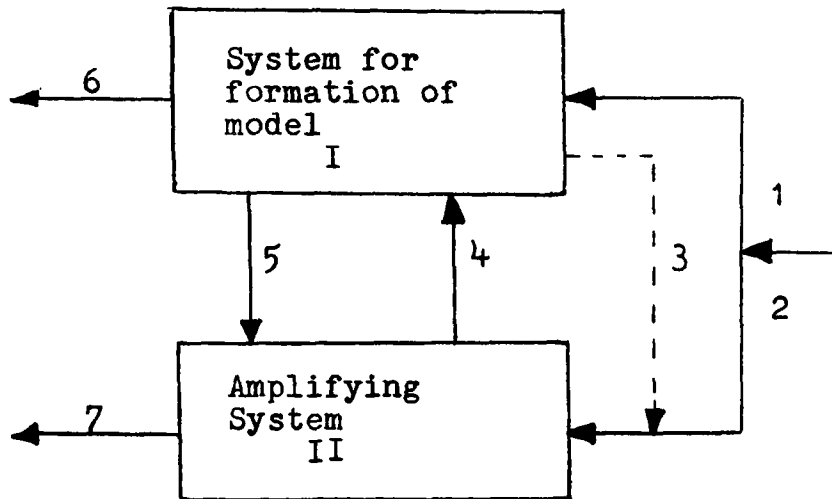 System for
formation of
model
I
6
1
5
4
3
2
Amplifying
System
II
7